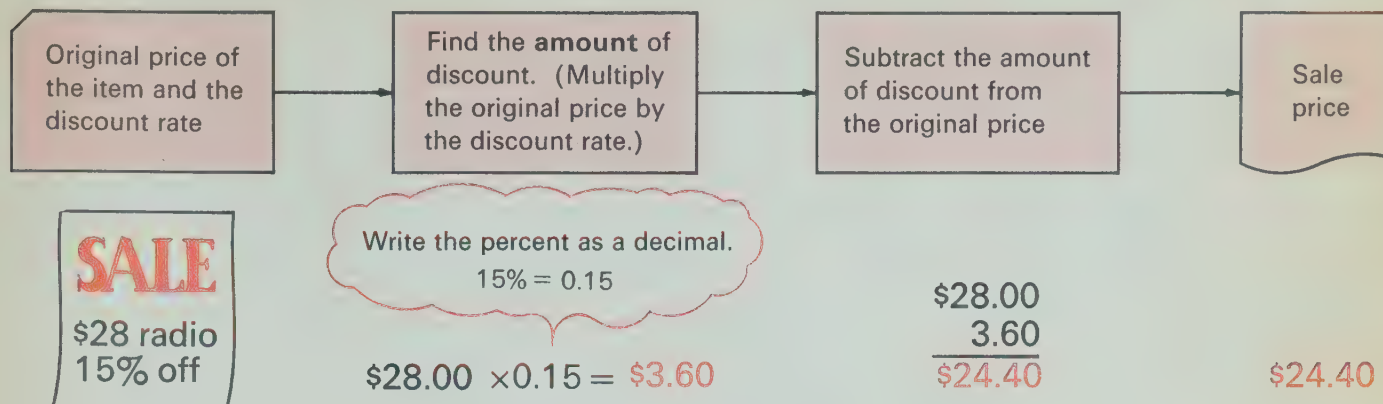 Original price of
the item and the
discount rate
Find the amount of
discount. (Multiply
the original price by
the discount rate.)
Subtract the amount
of discount from
the original price
Sale
price
SALE
$28 radio
15% off
Write the percent as a decimal.
15% = 0.15
$28.00 ×0.15 = $3.60
$28.00
3.60
$24.40
$24.40